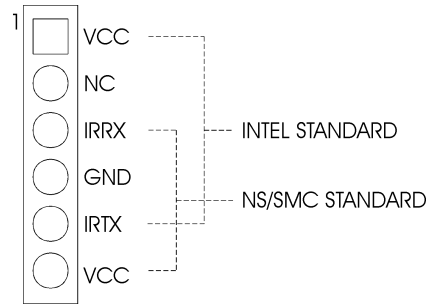 1
VCC
NC
IRRX
INTEL STANDARD
GND
NS/SMC STANDARD
IRTX
VCC